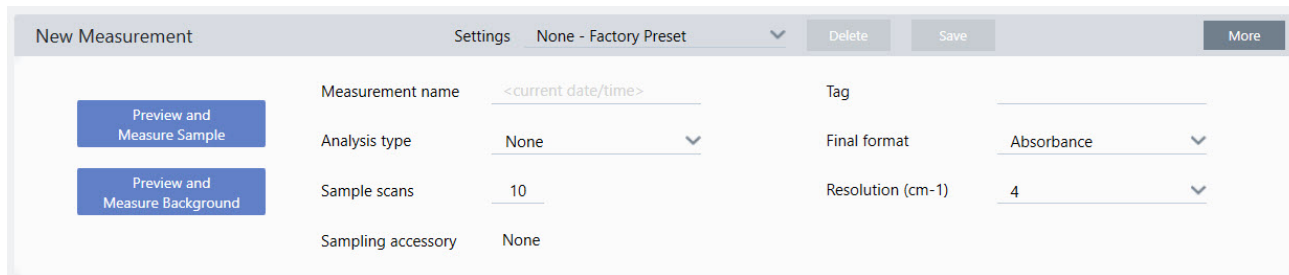 New Measurement Settings None - Factory Preset Delete Save More
Measurement name <current date/time> Tag
Preview and
Measure Sample
Analysis type None Final format Absorbance
Preview and
Measure Background
Sample scans 10 Resolution (cm-1) 4
Sampling accessory None